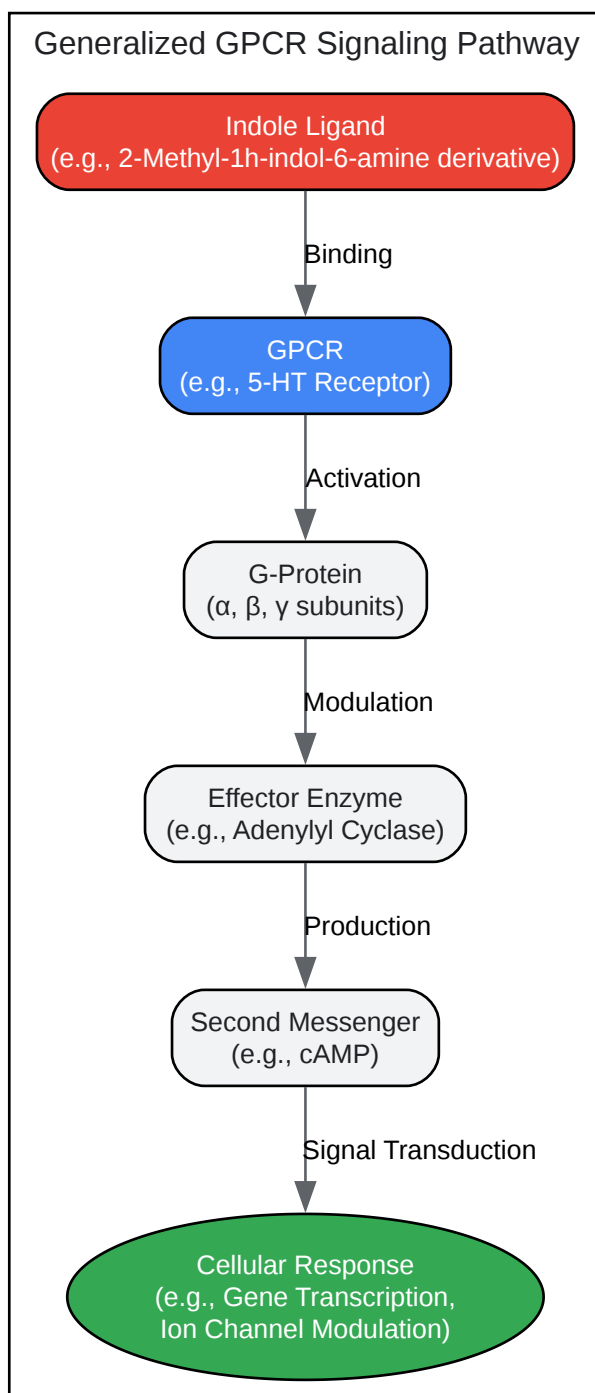 Generalized GPCR Signaling Pathway
Indole Ligand
(e.g., 2-Methyl-1h-indol-6-amine derivative)
Binding
GPCR
(e.g., 5-HT Receptor)
Activation
G-Protein
(α, β, γ subunits)
Modulation
Effector Enzyme
(e.g., Adenylyl Cyclase)
Production
Second Messenger
(e.g., cAMP)
Signal Transduction
Cellular Response
(e.g., Gene Transcription,
Ion Channel Modulation)